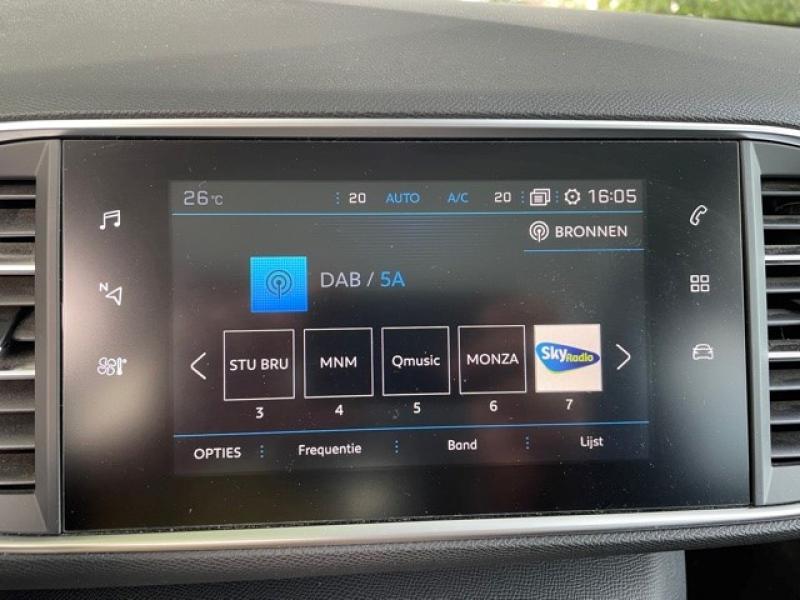 26°C 20 AUTO A/C 20 16:05
BRONNEN
N
DAB / 5A
STU BRU MNM Qmusic MONZA Sky Radio
3 4 5 6 7
OPTIES Frequentie Band Lijst